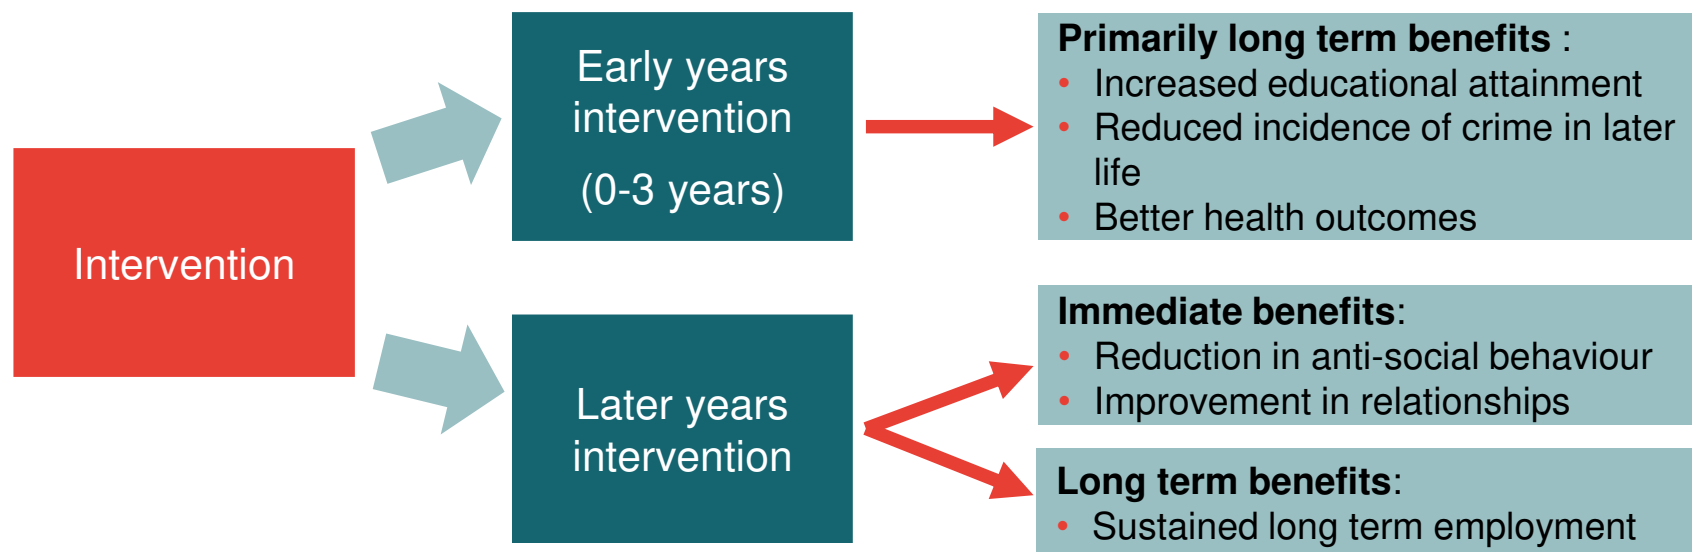 Intervention
Early years
intervention
(0-3 years)
Primarily long term benefits :
• Increased educational attainment
• Reduced incidence of crime in later
life
• Better health outcomes
Later years
intervention
Immediate benefits:
• Reduction in anti-social behaviour
• Improvement in relationships
Long term benefits:
• Sustained long term employment